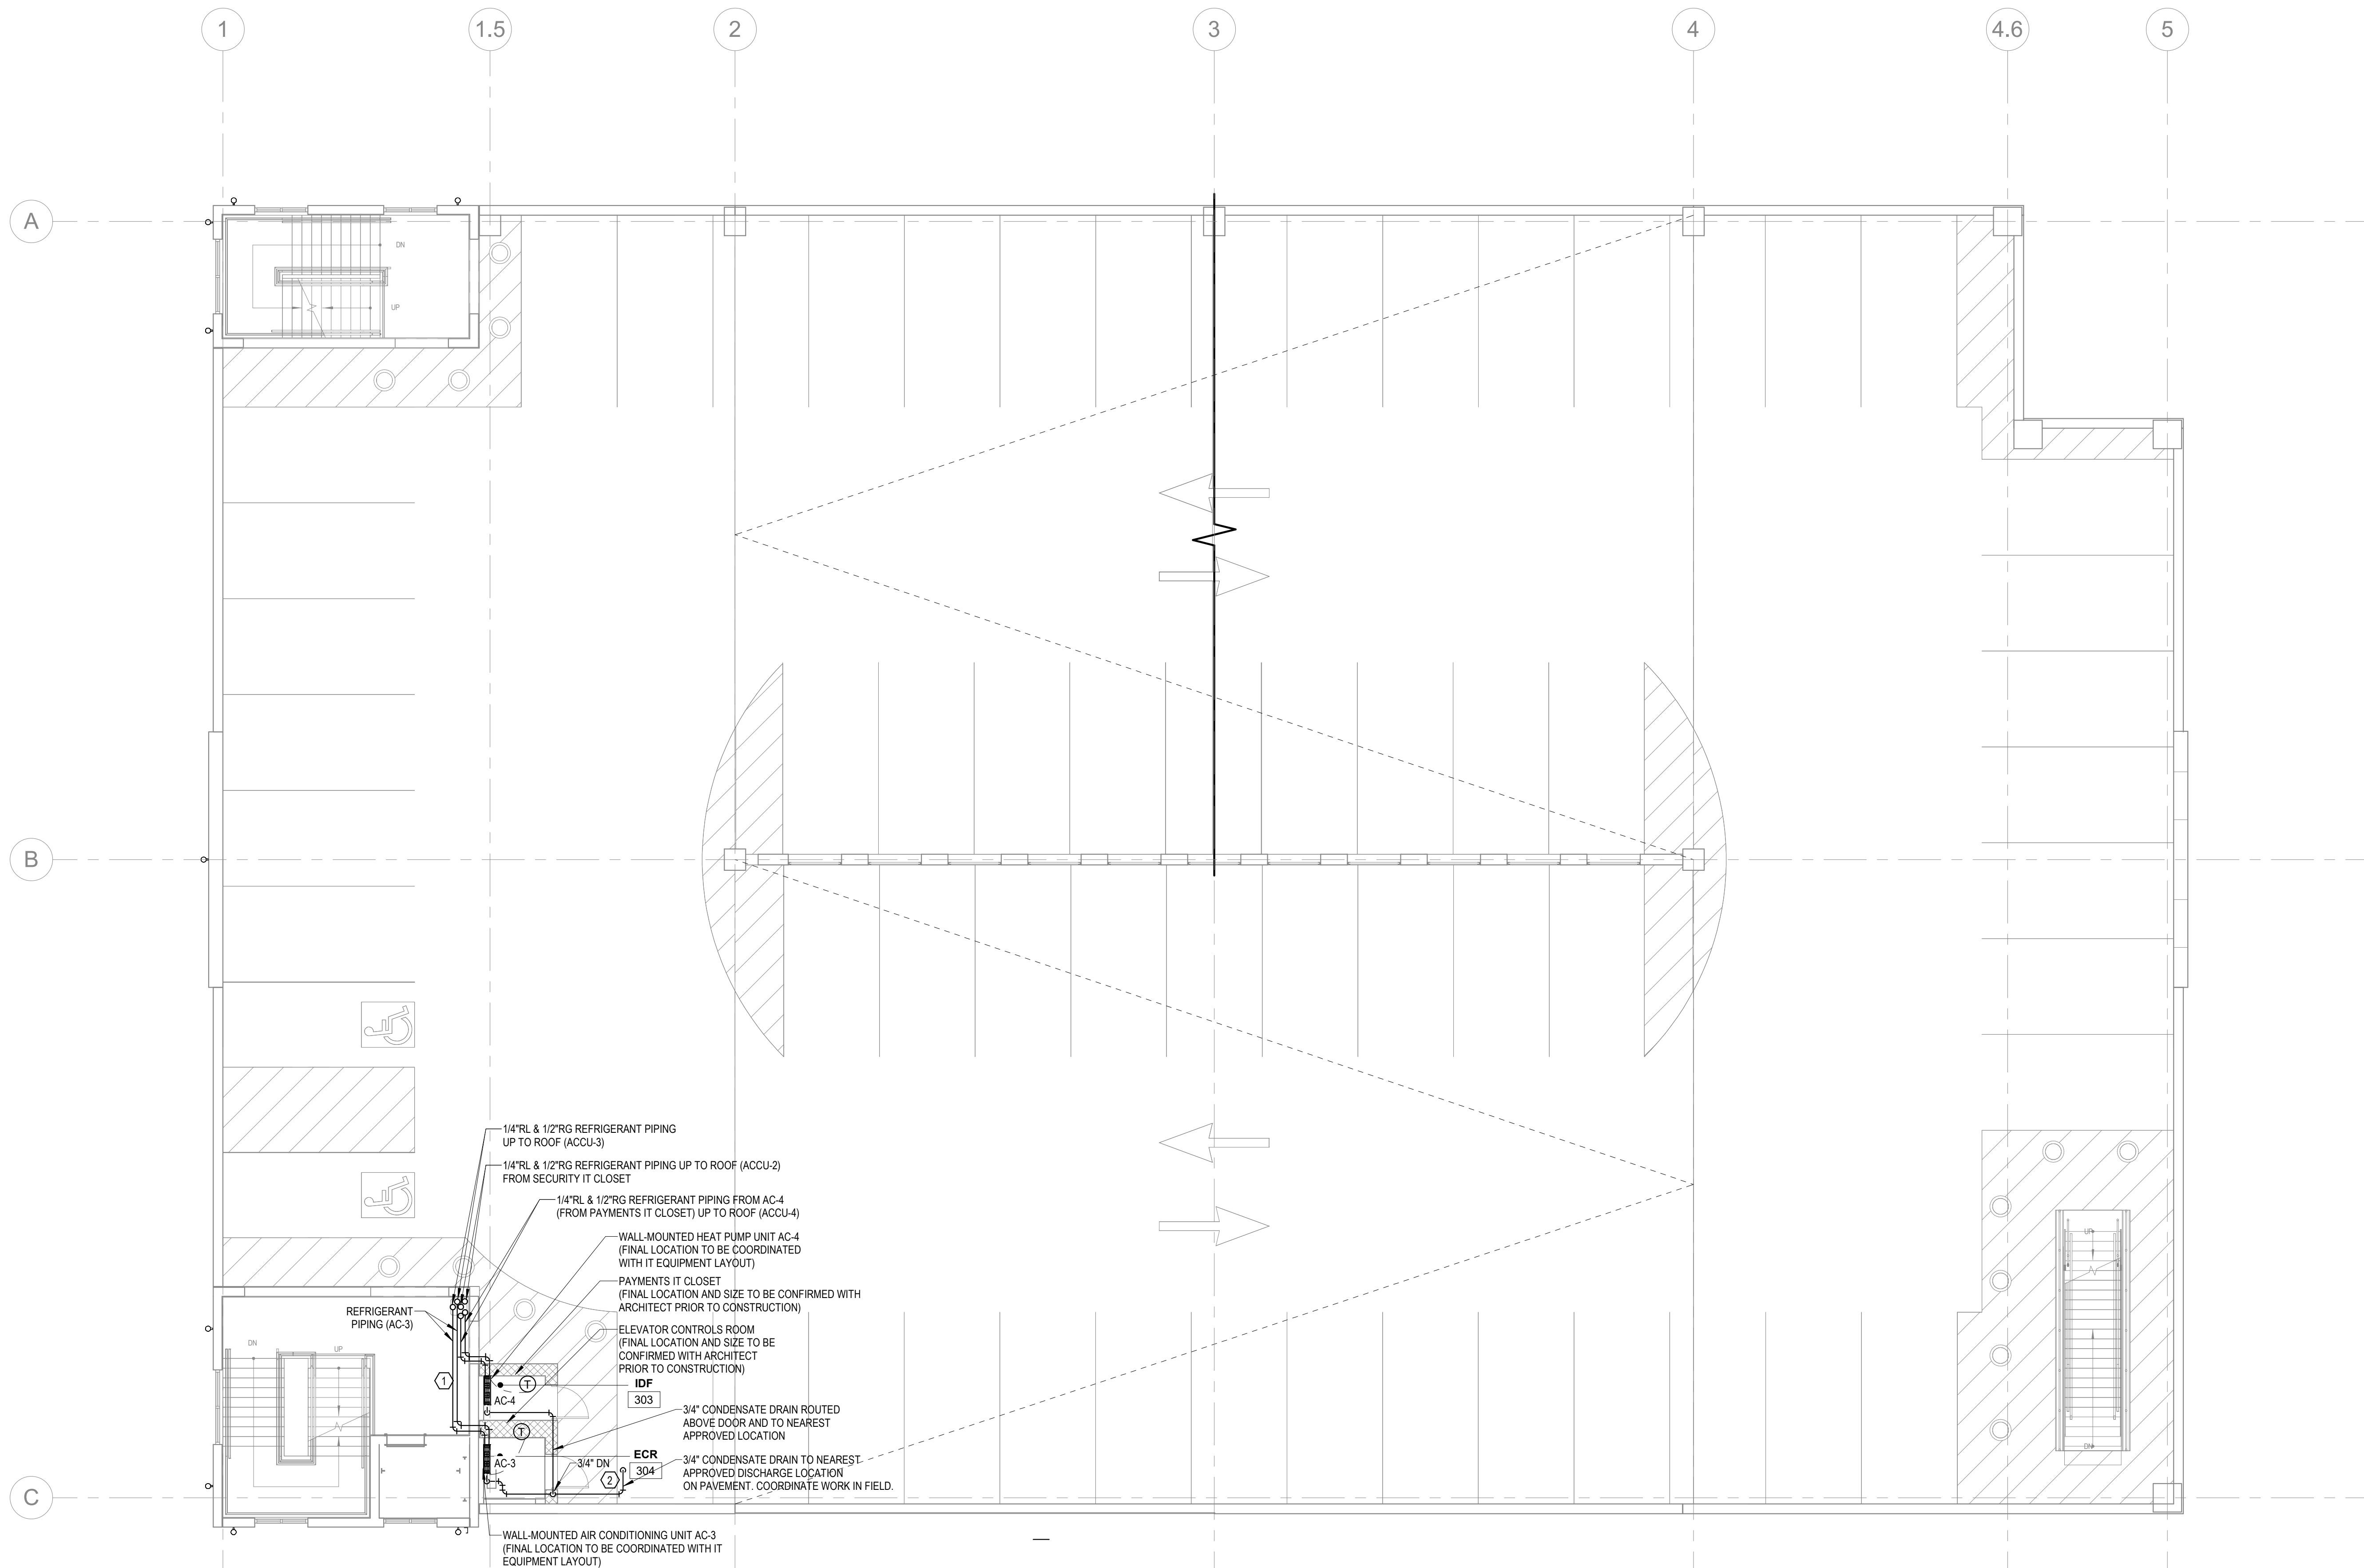 1
1.5
2
3
4
4.6
5
A
DN
UP
B
1/4"RL & 1/2"RG REFRIGERANT PIPING
UP TO ROOF (ACCU-3)
1/4"RL & 1/2"RG REFRIGERANT PIPING UP TO ROOF (ACCU-2)
FROM SECURITY IT CLOSET
1/4"RL & 1/2"RG REFRIGERANT PIPING FROM AC-4
(FROM PAYMENTS IT CLOSET) UP TO ROOF (ACCU-4)
WALL-MOUNTED HEAT PUMP UNIT AC-4
(FINAL LOCATION TO BE COORDINATED
WITH IT EQUIPMENT LAYOUT)
PAYMENTS IT CLOSET
(FINAL LOCATION AND SIZE TO BE CONFIRMED WITH
ARCHITECT PRIOR TO CONSTRUCTION)
REFRIGERANT
PIPING (AC-3)
ELEVATOR CONTROLS ROOM
(FINAL LOCATION AND SIZE TO BE
CONFIRMED WITH ARCHITECT
PRIOR TO CONSTRUCTION)
DN
UP
1
T
IDF
303
AC-4
3/4" CONDENSATE DRAIN ROUTED
ABOVE DOOR AND TO NEAREST
APPROVED LOCATION
T
ECR
304
AC-3
3/4" DN
2
3/4" CONDENSATE DRAIN TO NEAREST
APPROVED DISCHARGE LOCATION
ON PAVEMENT. COORDINATE WORK IN FIELD.
UP
DN
C
WALL-MOUNTED AIR CONDITIONING UNIT AC-3
(FINAL LOCATION TO BE COORDINATED WITH IT
EQUIPMENT LAYOUT)